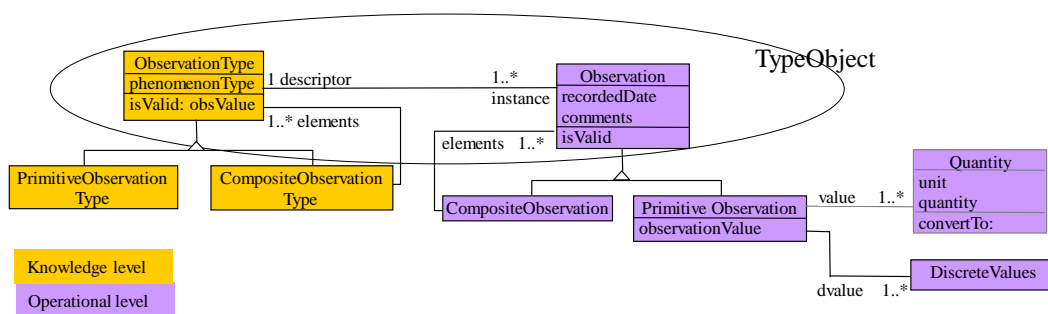 TypeObject
ObservationType
phenomenonType
isValid: obsValue
1 descriptor
1..*
instance
Observation
recordedDate
comments
isValid
1..* elements
elements 1..*
PrimitiveObservation
Type
CompositeObservation
Type
CompositeObservation
Primitive Observation
observationValue
value 1..*
Quantity
unit
quantity
convertTo:
dvalue 1..*
DiscreteValues
Knowledge level
Operational level